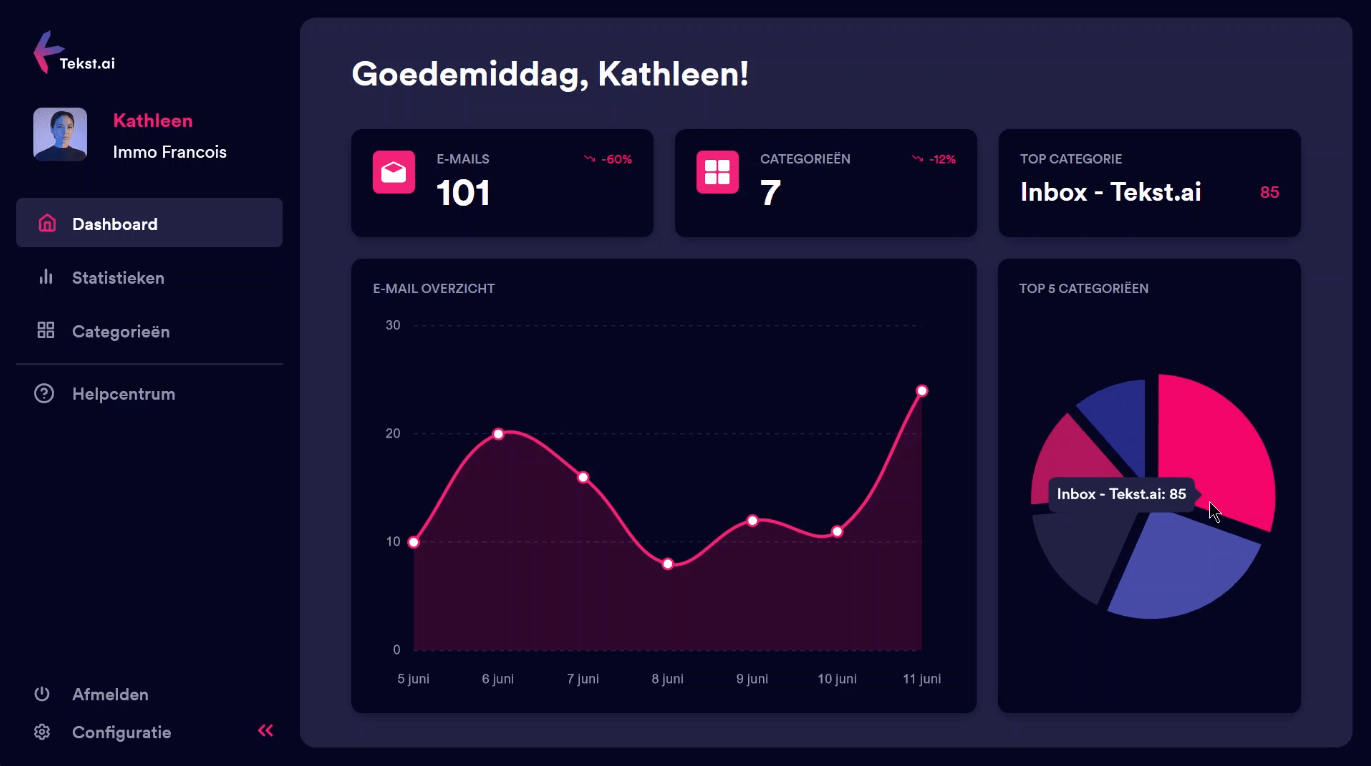 Tekst.ai
Kathleen
Immo Francois
Dashboard
Statistieken
Categorieën
Helpcentrum
Afmelden
Configuratie
Goedemiddag, Kathleen!
E-MAILS
-60%
101
CATEGORIEËN
-12%
7
TOP CATEGORIE
Inbox - Tekst.ai
85
E-MAIL OVERZICHT
30
20
10
0
5 juni
6 juni
7 juni
8 juni
9 juni
10 juni
11 juni
TOP 5 CATEGORIËEN
Inbox - Tekst.ai: 85